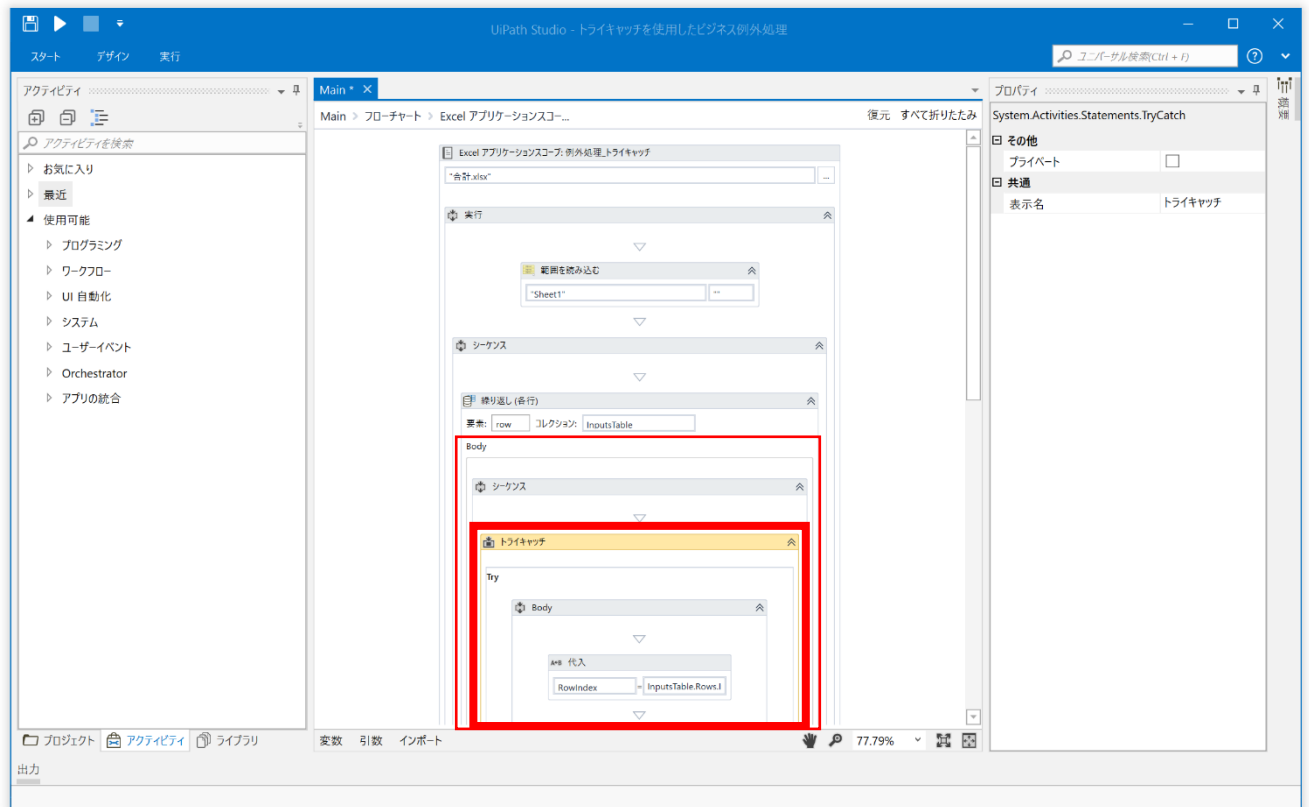 UiPath Studio - トライキャッチを使用したビジネス例外処理
スタート デザイン 実行
ユニバーサル検索(Ctrl + F)
アクティビティ
アクティビティを検索
お気に入り
最近
使用可能
プログラミング
ワークフロー
UI 自動化
システム
ユーザーイベント
Orchestrator
アプリの統合
プロジェクト アクティビティ ライブラリ
Main *
Main > フローチャート > Excel アプリケーションスコー...
復元 すべて折りたたみ
Excel アプリケーションスコープ: 例外処理_トライキャッチ
"合計.xlsx" ...
実行
範囲を読み込む
"Sheet1" ""
シーケンス
繰り返し (各行)
要素: row コレクション: InputsTable
Body
シーケンス
トライキャッチ
Try
Body
A+B 代入
RowIndex = InputsTable.Rows.I
変数 引数 インポート
77.79%
プロパティ
System.Activities.Statements.TryCatch
その他
プライベート
共通
表示名 トライキャッチ
概要
出力